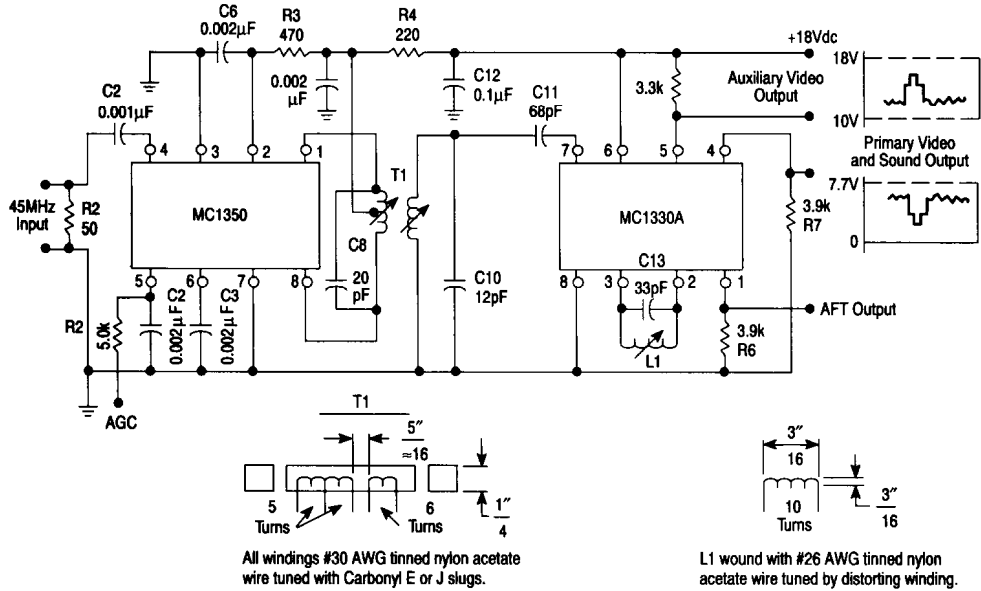 C6
0.002μF
R3
470
R4
220
+18Vdc
C2
0.001μF
0.002
μF
C12
0.1μF
C11
68pF
3.3k
Auxiliary Video
Output
18V
10V
4
3
2
1
7
6
5
4
Primary Video
and Sound Output
45MHz
Input
R2
50
MC1350
T1
C8
20
pF
C10
12pF
MC1330A
C13
33pF
3.9k
R7
7.7V
0
5
6
7
8
8
3
2
1
R2
5.0k
C2
0.002μF
C3
0.002μF
L1
3.9k
R6
AFT Output
AGC
T1
5″
≈16
5
Turns
6
Turns
1″
4
3″
16
10
Turns
3″
16
All windings #30 AWG tinned nylon acetate
wire tuned with Carbonyl E or J slugs.
L1 wound with #26 AWG tinned nylon
acetate wire tuned by distorting winding.